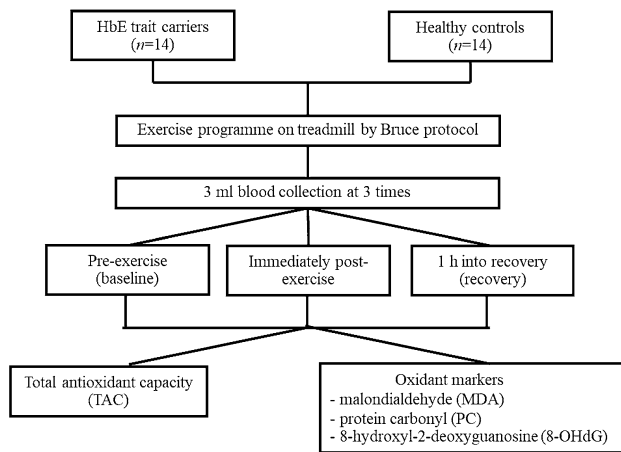 HbE trait carriers
(n=14)
Healthy controls
(n=14)
Exercise programme on treadmill by Bruce protocol
3 ml blood collection at 3 times
Pre-exercise
(baseline)
Immediately post-
exercise
1 h into recovery
(recovery)
Total antioxidant capacity
(TAC)
Oxidant markers
- malondialdehyde (MDA)
- protein carbonyl (PC)
- 8-hydroxyl-2-deoxyguanosine (8-OHdG)